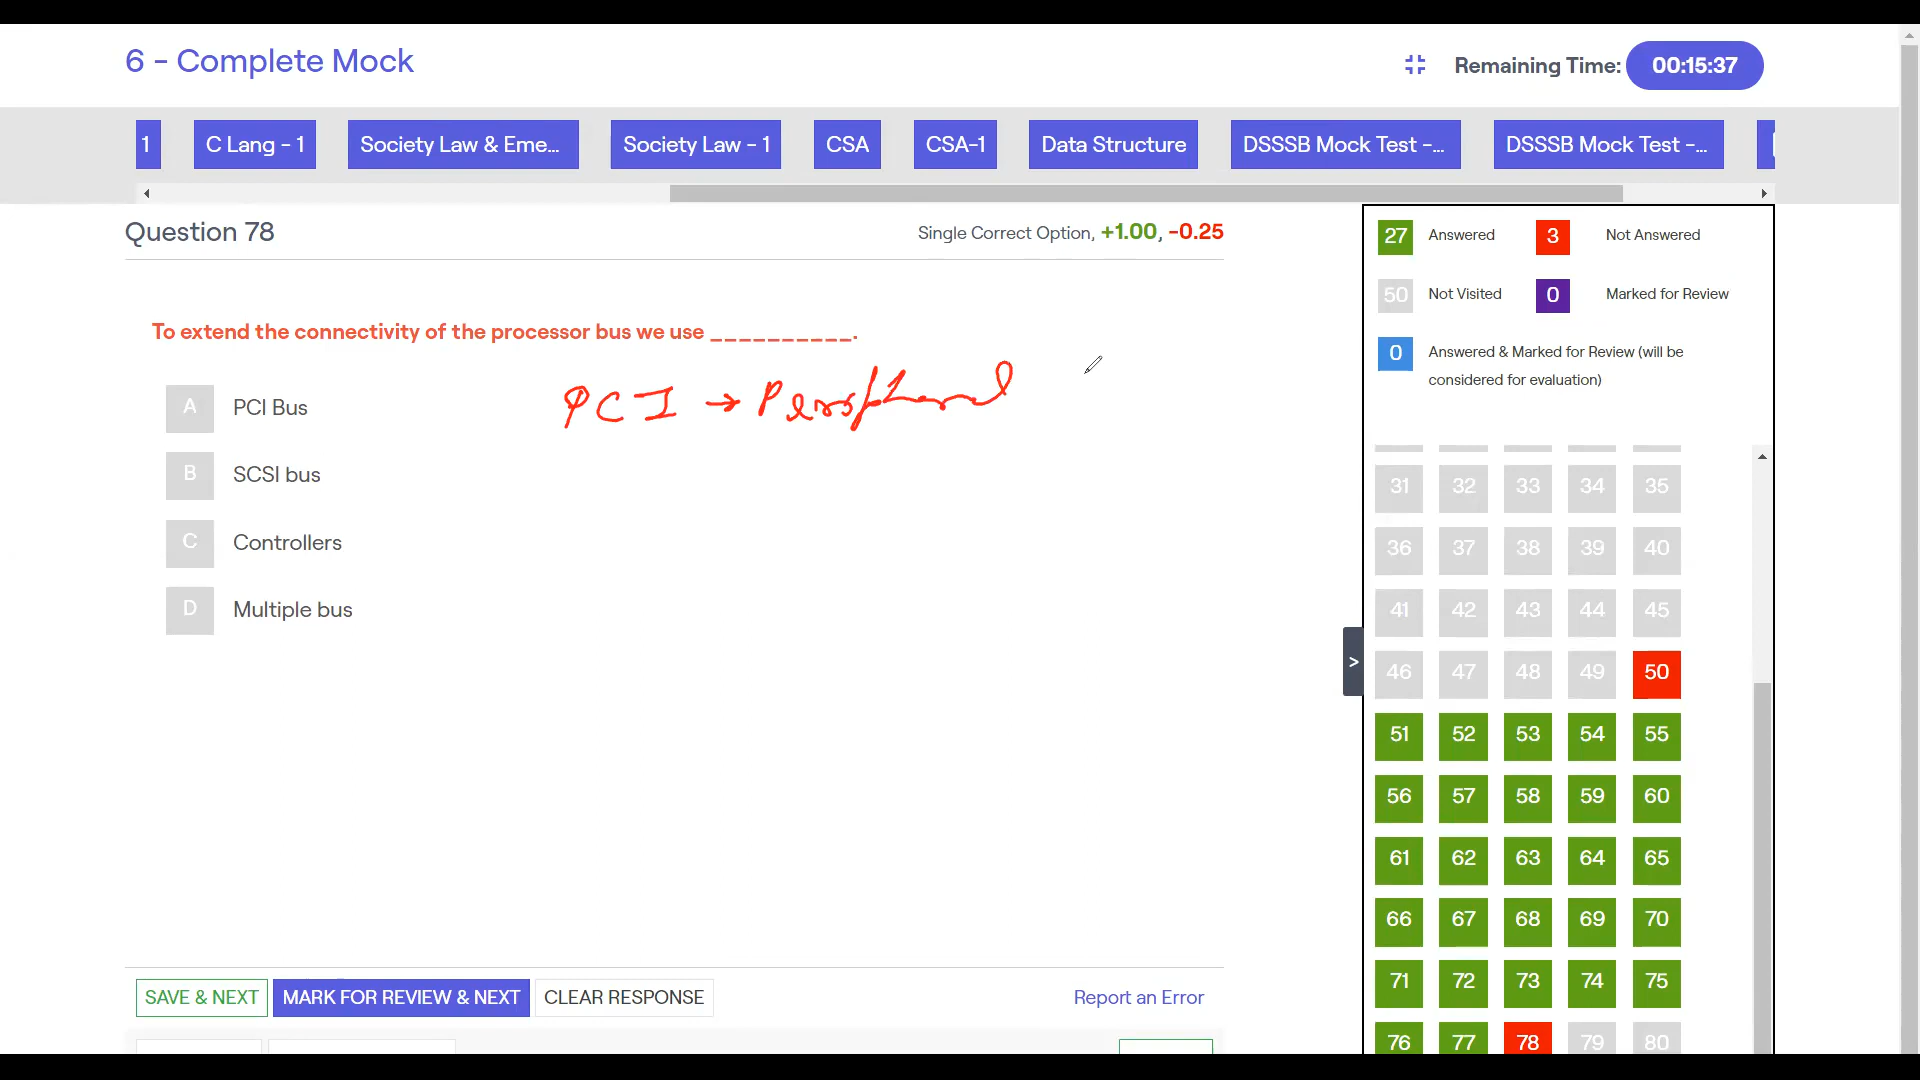 6 - Complete Mock
Remaining Time: 00:15:37
1 C Lang - 1 Society Law & Eme... Society Law - 1 CSA CSA-1 Data Structure DSSSB Mock Test -... DSSSB Mock Test -...
Question 78
Single Correct Option, +1.00, -0.25
To extend the connectivity of the processor bus we use __________.
PCI →
A PCI Bus
B SCSI bus
C Controllers
D Multiple bus
SAVE & NEXT MARK FOR REVIEW & NEXT CLEAR RESPONSE Report an Error
27 Answered 3 Not Answered
50 Not Visited 0 Marked for Review
0 Answered & Marked for Review (will be
considered for evaluation)
31 32 33 34 35
36 37 38 39 40
41 42 43 44 45
46 47 48 49 50
51 52 53 54 55
56 57 58 59 60
61 62 63 64 65
66 67 68 69 70
71 72 73 74 75
76 77 78 79 80